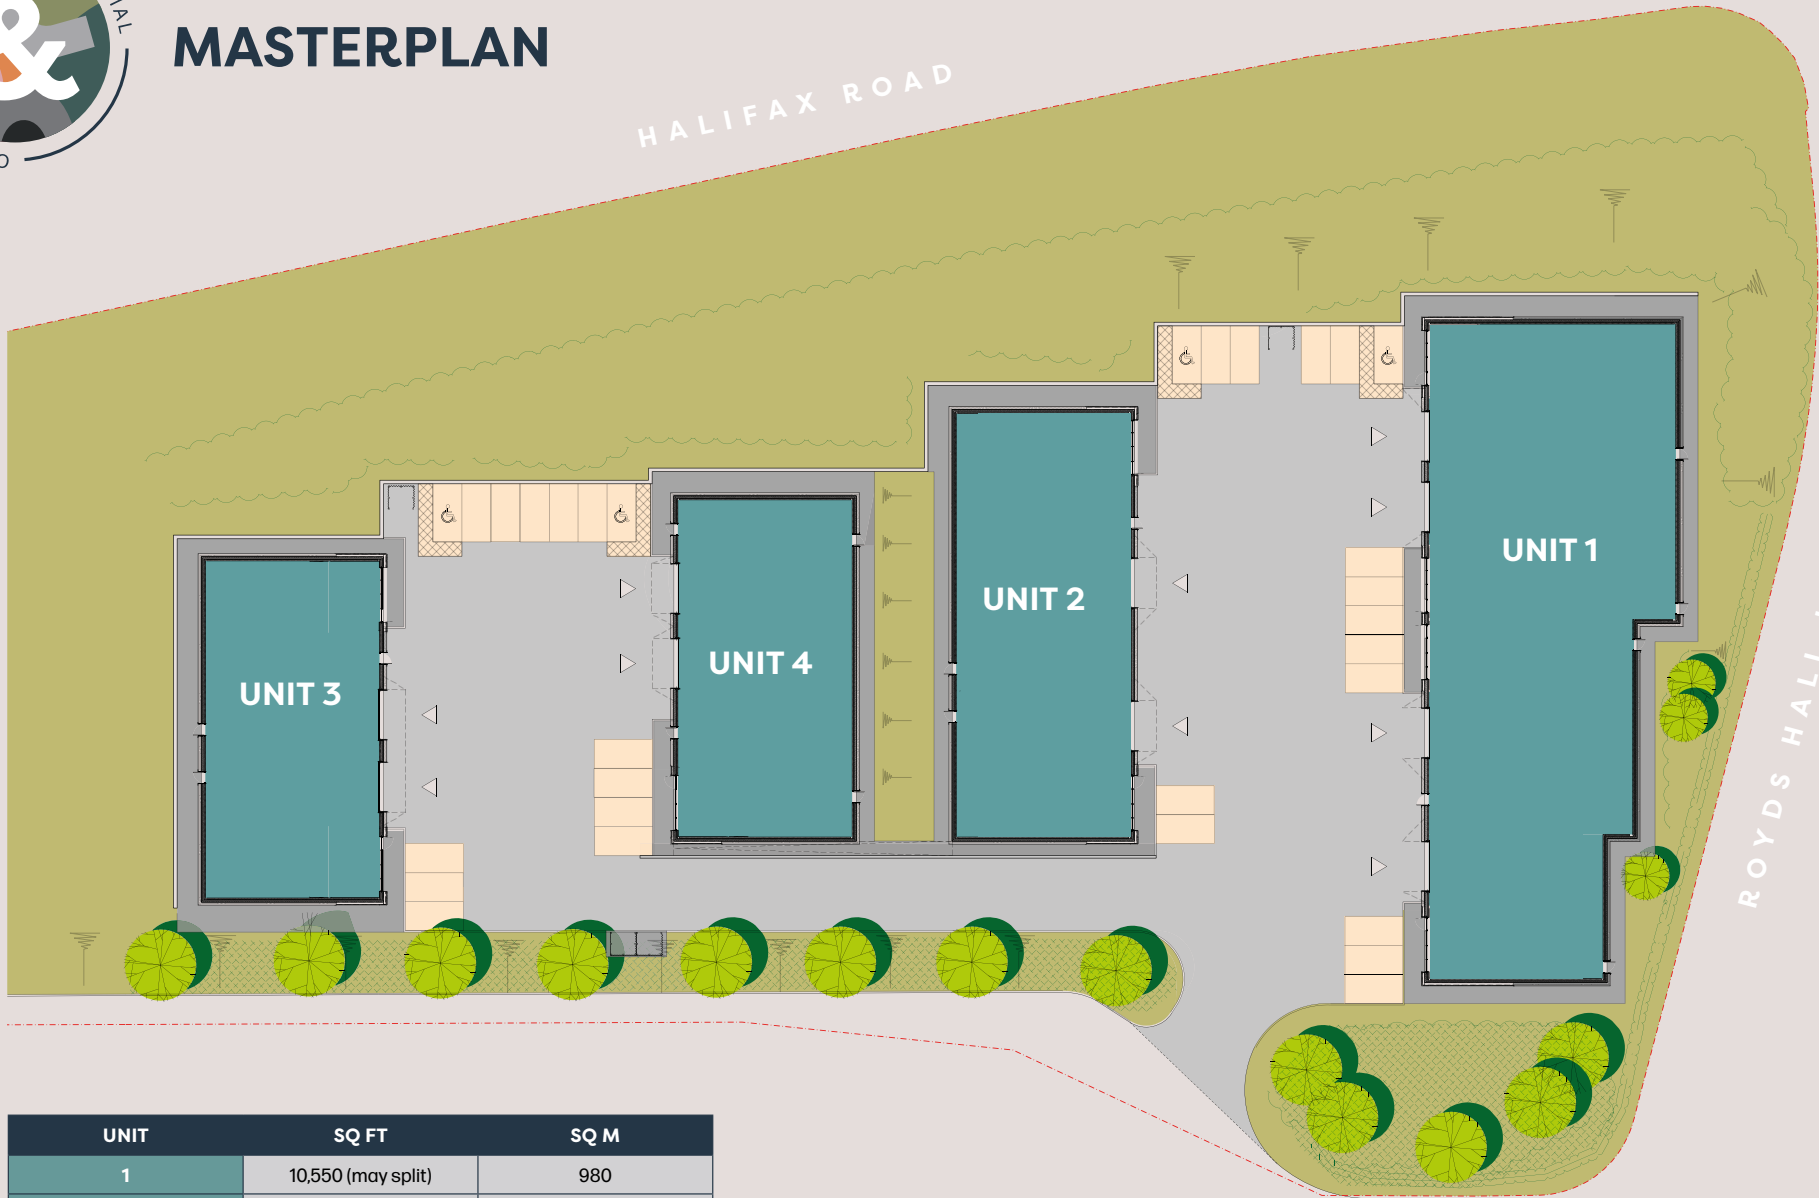 MASTERPLAN
HALIFAX ROAD
UNIT 1
UNIT 2
UNIT 4
UNIT 3
ROYDS HALL
UNIT SQ FT SQ M
1 10,550 (may split) 980